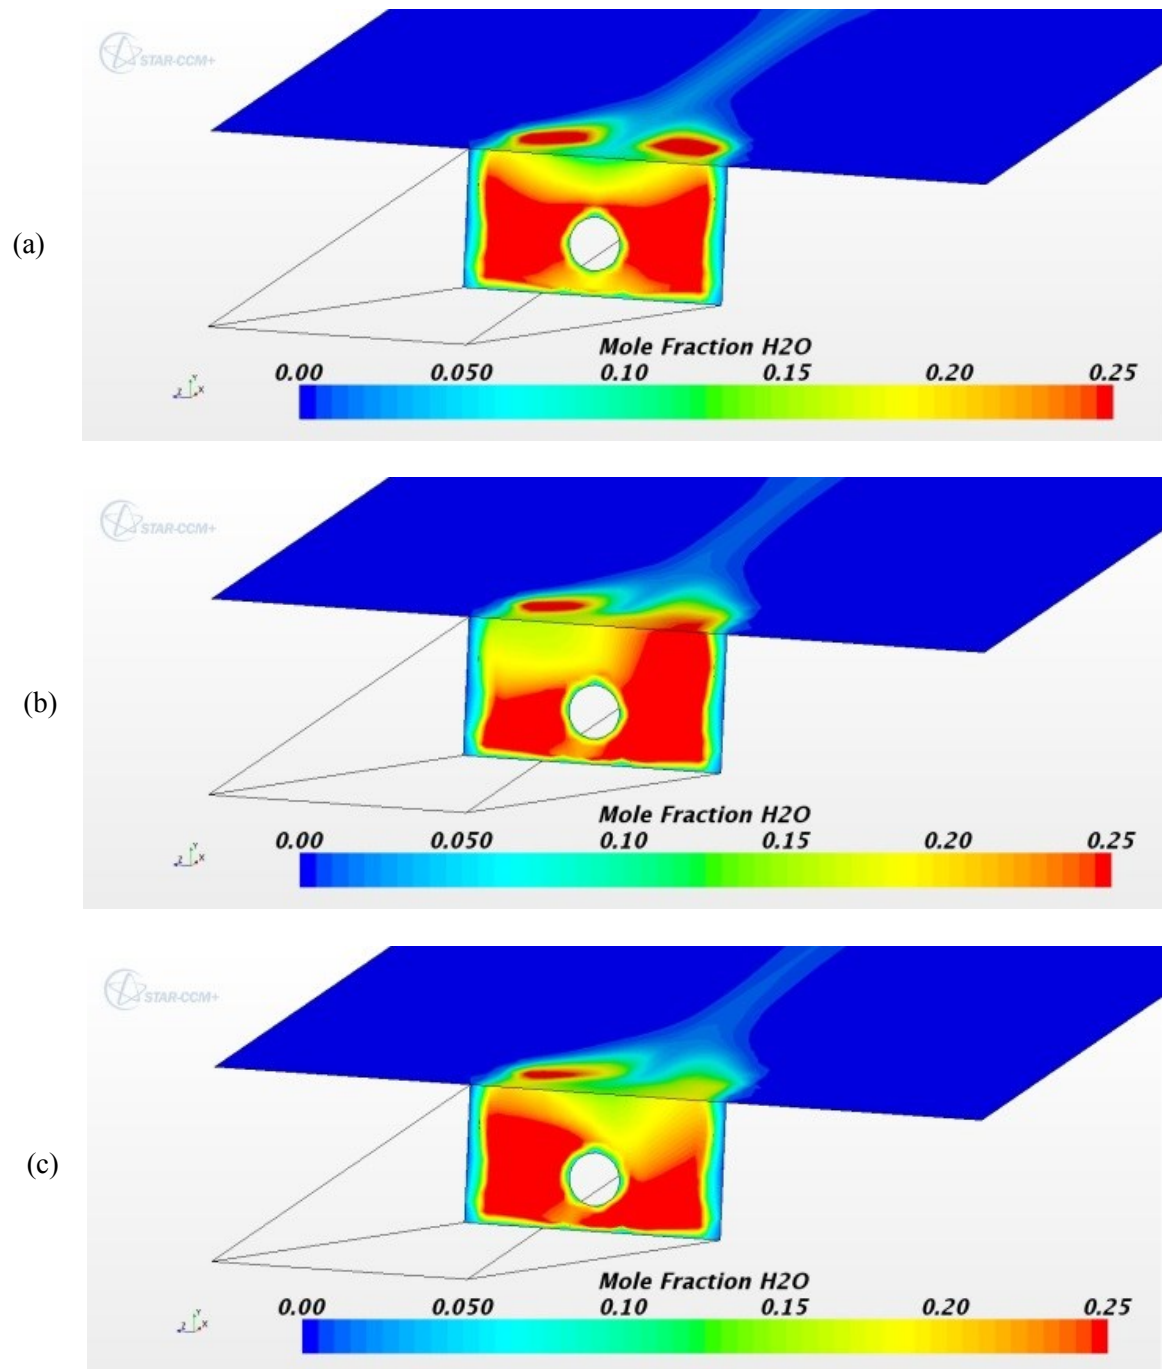 STAR-CCM+
(a)
Mole Fraction H2O
0.00 0.050 0.10 0.15 0.20 0.25
Y
Z X
STAR-CCM+
(b)
Mole Fraction H2O
0.00 0.050 0.10 0.15 0.20 0.25
Y
Z X
STAR-CCM+
(c)
Mole Fraction H2O
0.00 0.050 0.10 0.15 0.20 0.25
Y
Z X